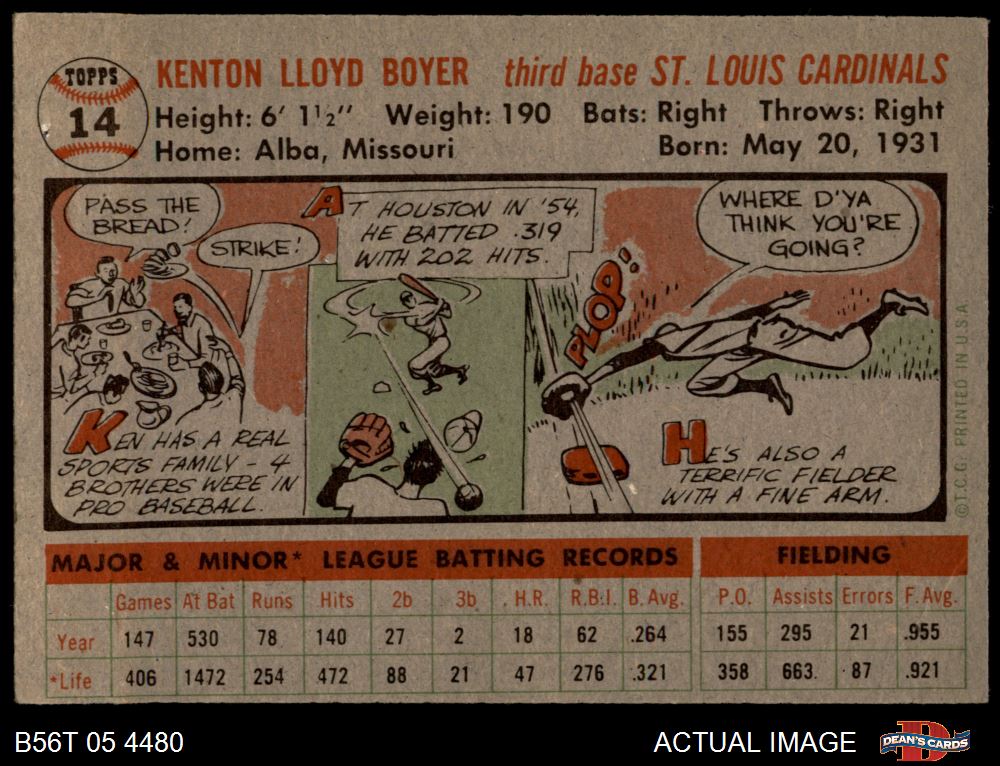 TOPPS
14
KENTON LLOYD BOYER third base ST. LOUIS CARDINALS
Height: 6' 1 1/2" Weight: 190 Bats: Right Throws: Right
Home: Alba, Missouri Born: May 20, 1931
PASS THE
BREAD!
STRIKE!
KEN HAS A REAL
SPORTS FAMILY - 4
BROTHERS WERE IN
PRO BASEBALL.
AT HOUSTON IN '54,
HE BATTED .319
WITH 202 HITS.
WHERE D'YA
THINK YOU'RE
GOING?
PLOP!
HE'S ALSO A
TERRIFIC FIELDER
WITH A FINE ARM.
©T.C.G. PRINTED IN U.S.A.
MAJOR & MINOR* LEAGUE BATTING RECORDS FIELDING
Games At Bat Runs Hits 2b 3b H.R. R.B.I. B. Avg. P.O. Assists Errors F. Avg.
Year 147 530 78 140 27 2 18 62 .264 155 295 21 .955
*Life 406 1472 254 472 88 21 47 276 .321 358 663 87 .921
B56T 05 4480 ACTUAL IMAGE D DEAN'S CARDS